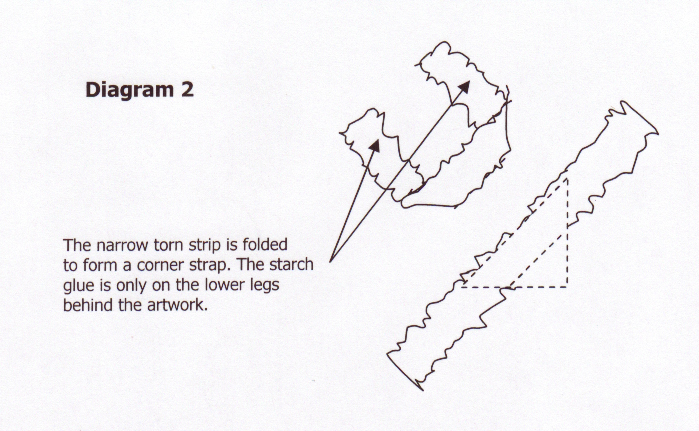 Diagram 2
The narrow torn strip is folded
to form a corner strap. The starch
glue is only on the lower legs
behind the artwork.